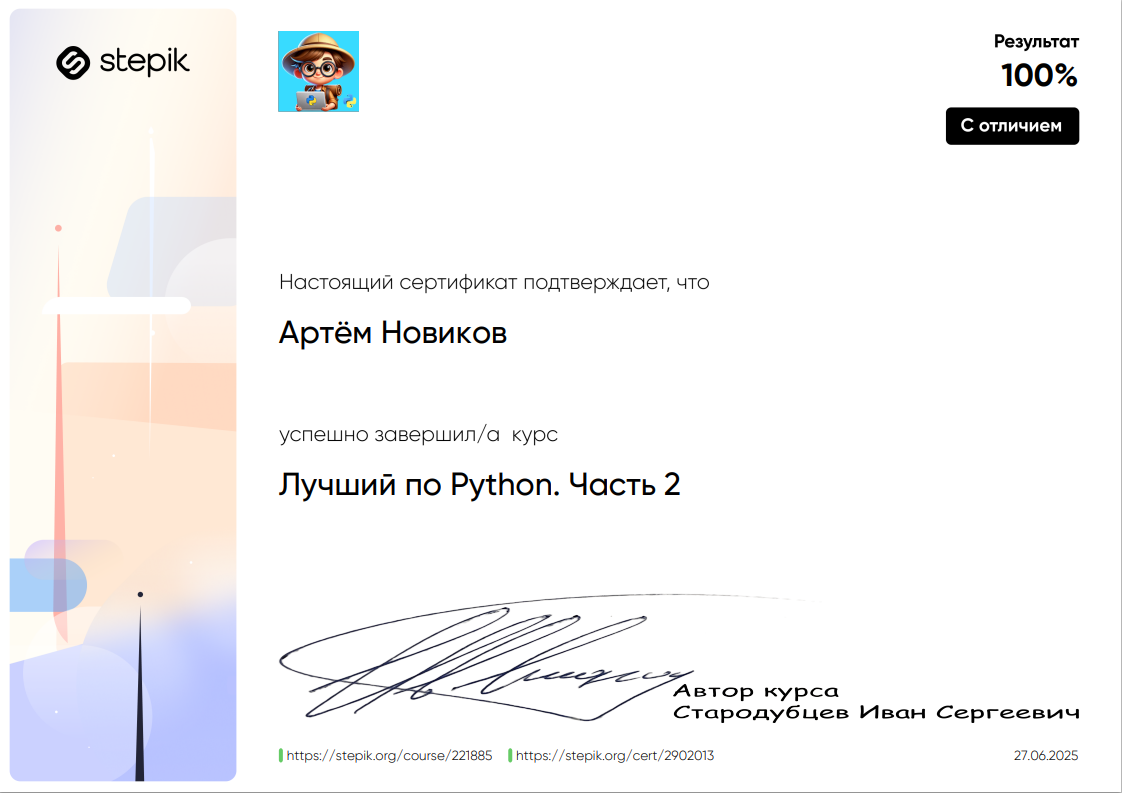 stepik
Результат
100%
С отличием
Настоящий сертификат подтверждает, что
Артём Новиков
успешно завершил/а курс
Лучший по Python. Часть 2
Автор курса
Стародубцев Иван Сергеевич
https://stepik.org/course/221885
https://stepik.org/cert/2902013
27.06.2025